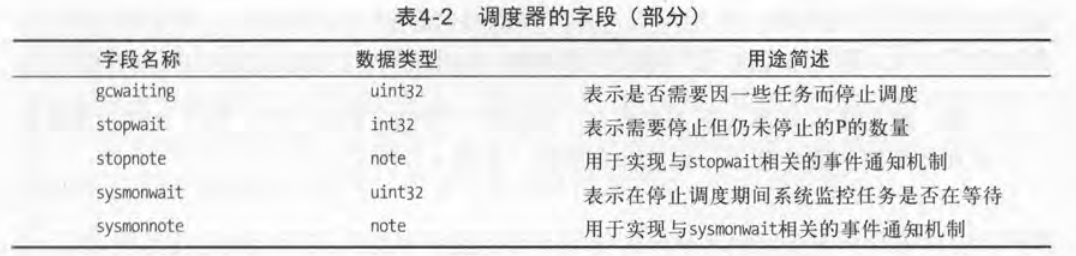 表4-2 调度器的字段（部分）
字段名称 数据类型 用途简述
gcwaiting uint32 表示是否需要因一些任务而停止调度
stopwait int32 表示需要停止但仍未停止的P的数量
stopnote note 用于实现与stopwait相关的事件通知机制
sysmonwait uint32 表示在停止调度期间系统监控任务是否在等待
sysmonnote note 用于实现与sysmonwait相关的事件通知机制